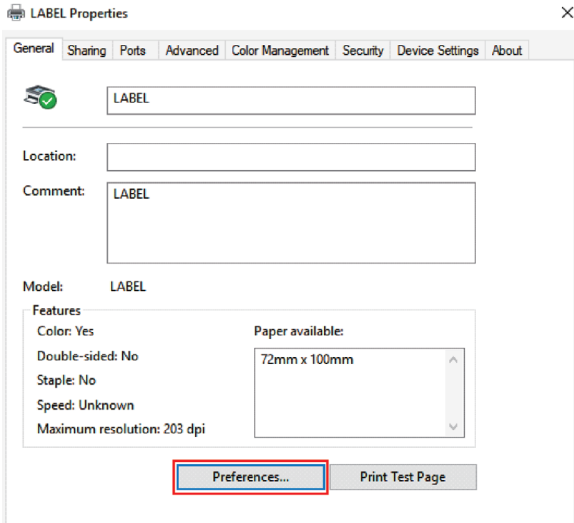 LABEL Properties
General Sharing Ports Advanced Color Management Security Device Settings About
LABEL
Location:
Comment: LABEL
Model: LABEL
Features
Color: Yes
Double-sided: No
Staple: No
Speed: Unknown
Maximum resolution: 203 dpi
Paper available:
72mm x 100mm
Preferences... Print Test Page